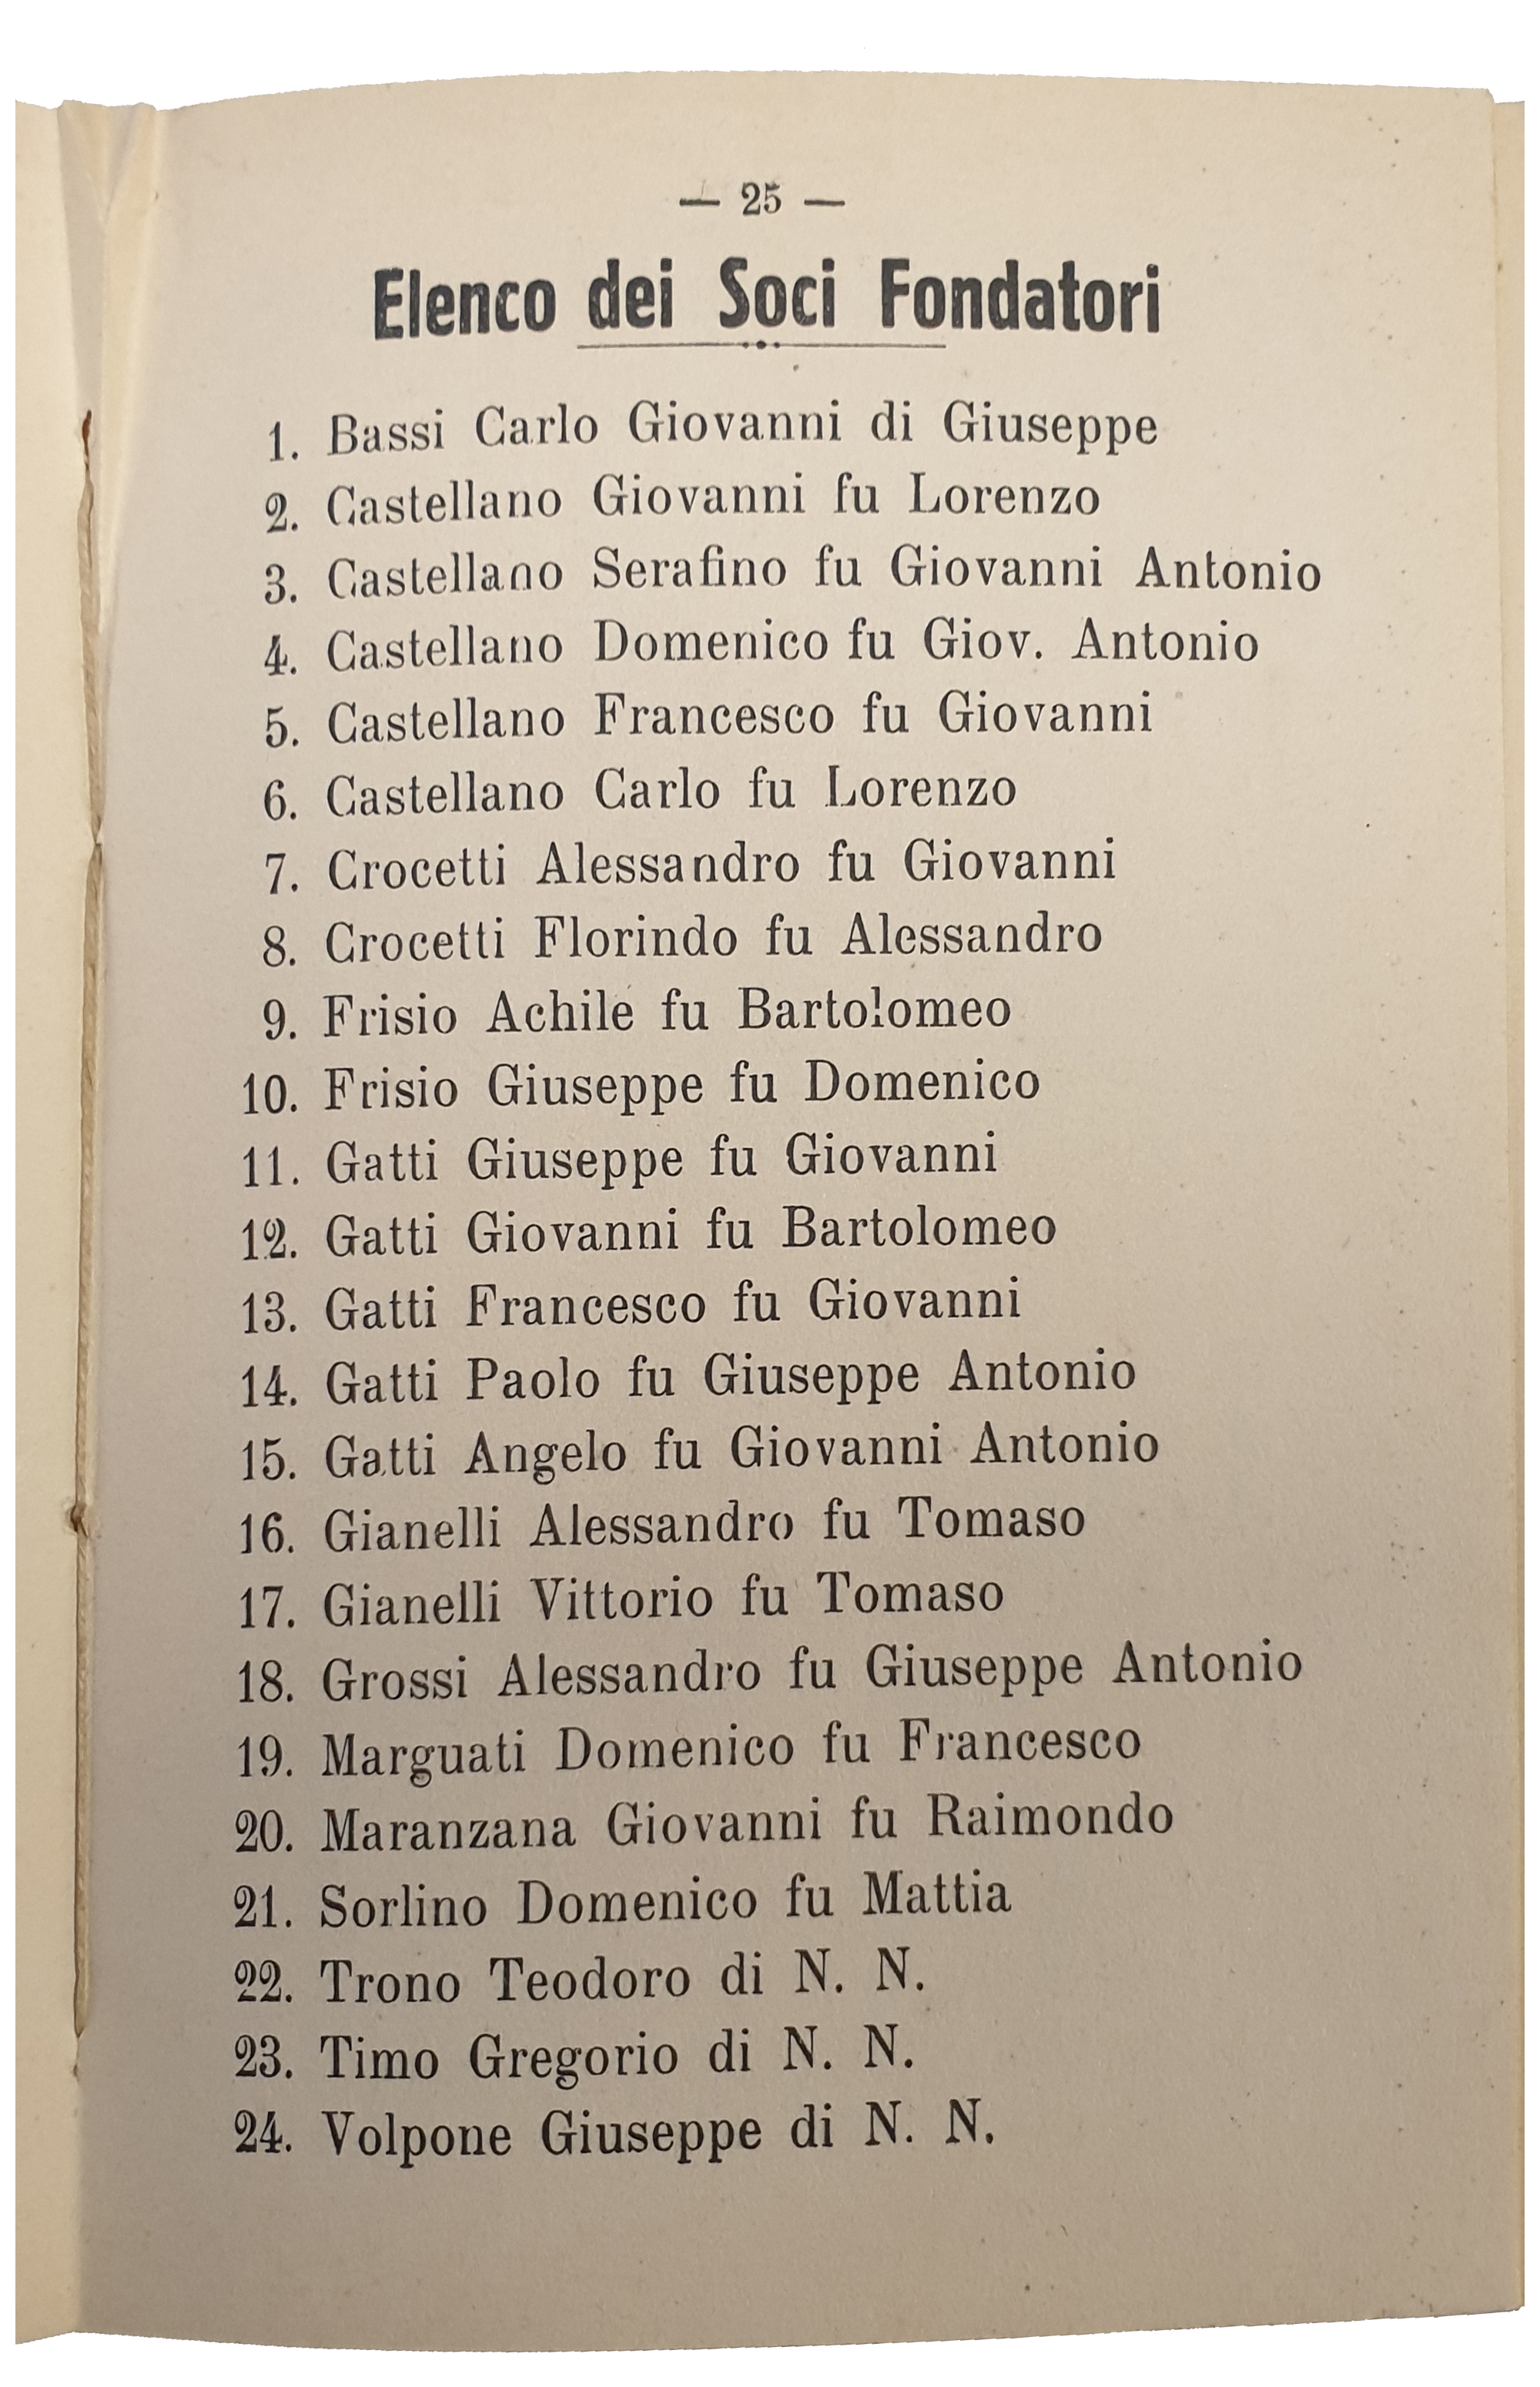 — 25 —
Elenco dei Soci Fondatori
1. Bassi Carlo Giovanni di Giuseppe
2. Castellano Giovanni fu Lorenzo
3. Castellano Serafino fu Giovanni Antonio
4. Castellano Domenico fu Giov. Antonio
5. Castellano Francesco fu Giovanni
6. Castellano Carlo fu Lorenzo
7. Crocetti Alessandro fu Giovanni
8. Crocetti Florindo fu Alessandro
9. Frisio Achile fu Bartolomeo
10. Frisio Giuseppe fu Domenico
11. Gatti Giuseppe fu Giovanni
12. Gatti Giovanni fu Bartolomeo
13. Gatti Francesco fu Giovanni
14. Gatti Paolo fu Giuseppe Antonio
15. Gatti Angelo fu Giovanni Antonio
16. Gianelli Alessandro fu Tomaso
17. Gianelli Vittorio fu Tomaso
18. Grossi Alessandro fu Giuseppe Antonio
19. Marguati Domenico fu Francesco
20. Maranzana Giovanni fu Raimondo
21. Sorlino Domenico fu Mattia
22. Trono Teodoro di N. N.
23. Timo Gregorio di N. N.
24. Volpone Giuseppe di N. N.